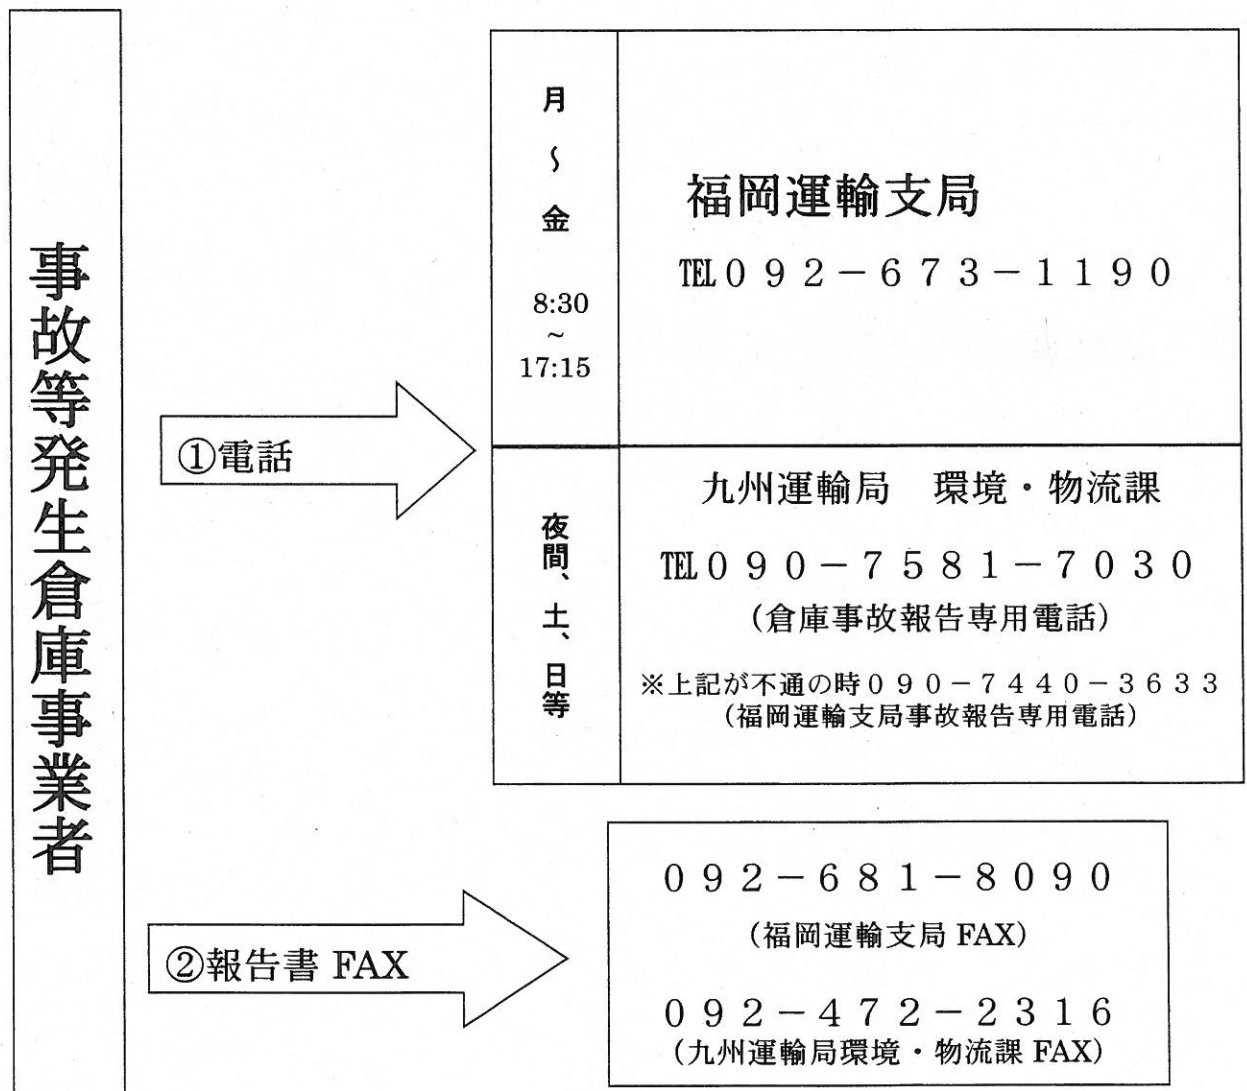 事故等発生倉庫事業者
①電話
月
～
金
8:30
~
17:15
福岡運輸支局
℡０９２－６７３－１１９０
夜間、土、日等
九州運輸局　環境・物流課
℡０９０－７５８１－７０３０
（倉庫事故報告専用電話）
※上記が不通の時０９０－７４４０－３６３３
（福岡運輸支局事故報告専用電話）
②報告書 FAX
０９２－６８１－８０９０
（福岡運輸支局 FAX）
０９２－４７２－２３１６
（九州運輸局環境・物流課 FAX）